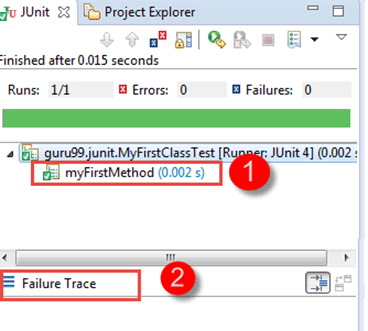 JUnit Project Explorer
Finished after 0.015 seconds
Runs: 1/1 Errors: 0 Failures: 0
guru99.junit.MyFirstClassTest [Runner: JUnit 4] (0.002 s
myFirstMethod (0.002 s) 1
Failure Trace 2